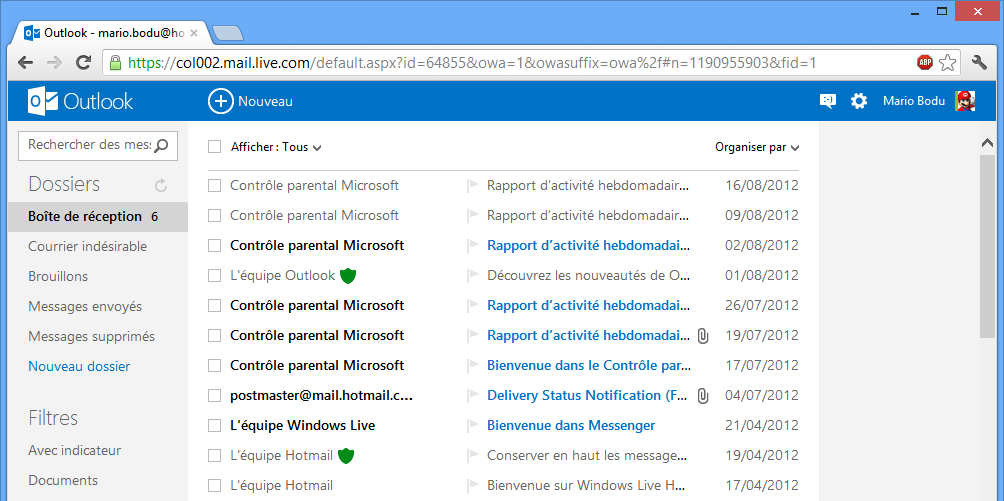 Outlook - mario.bodu@ho
https://col002.mail.live.com/default.aspx?id=64855&owa=1&owasuffix=owa%2f#n=1190955903&fid=1
ABP
Outlook Nouveau Mario Bodu
Rechercher des mess
Afficher : Tous Organiser par
Dossiers
Boîte de réception 6
Courrier indésirable
Brouillons
Messages envoyés
Messages supprimés
Nouveau dossier
Filtres
Avec indicateur
Documents
Contrôle parental Microsoft Rapport d'activité hebdomadair... 16/08/2012
Contrôle parental Microsoft Rapport d'activité hebdomadair... 09/08/2012
Contrôle parental Microsoft Rapport d'activité hebdomadai... 02/08/2012
L'équipe Outlook Découvrez les nouveautés de O... 01/08/2012
Contrôle parental Microsoft Rapport d'activité hebdomadai... 26/07/2012
Contrôle parental Microsoft Rapport d'activité hebdomadai... 19/07/2012
Contrôle parental Microsoft Bienvenue dans le Contrôle par... 17/07/2012
postmaster@mail.hotmail.c... Delivery Status Notification (F... 04/07/2012
L'équipe Windows Live Bienvenue dans Messenger 21/04/2012
L'équipe Hotmail Conserver en haut les message... 19/04/2012
L'équipe Hotmail Bienvenue sur Windows Live H... 17/04/2012